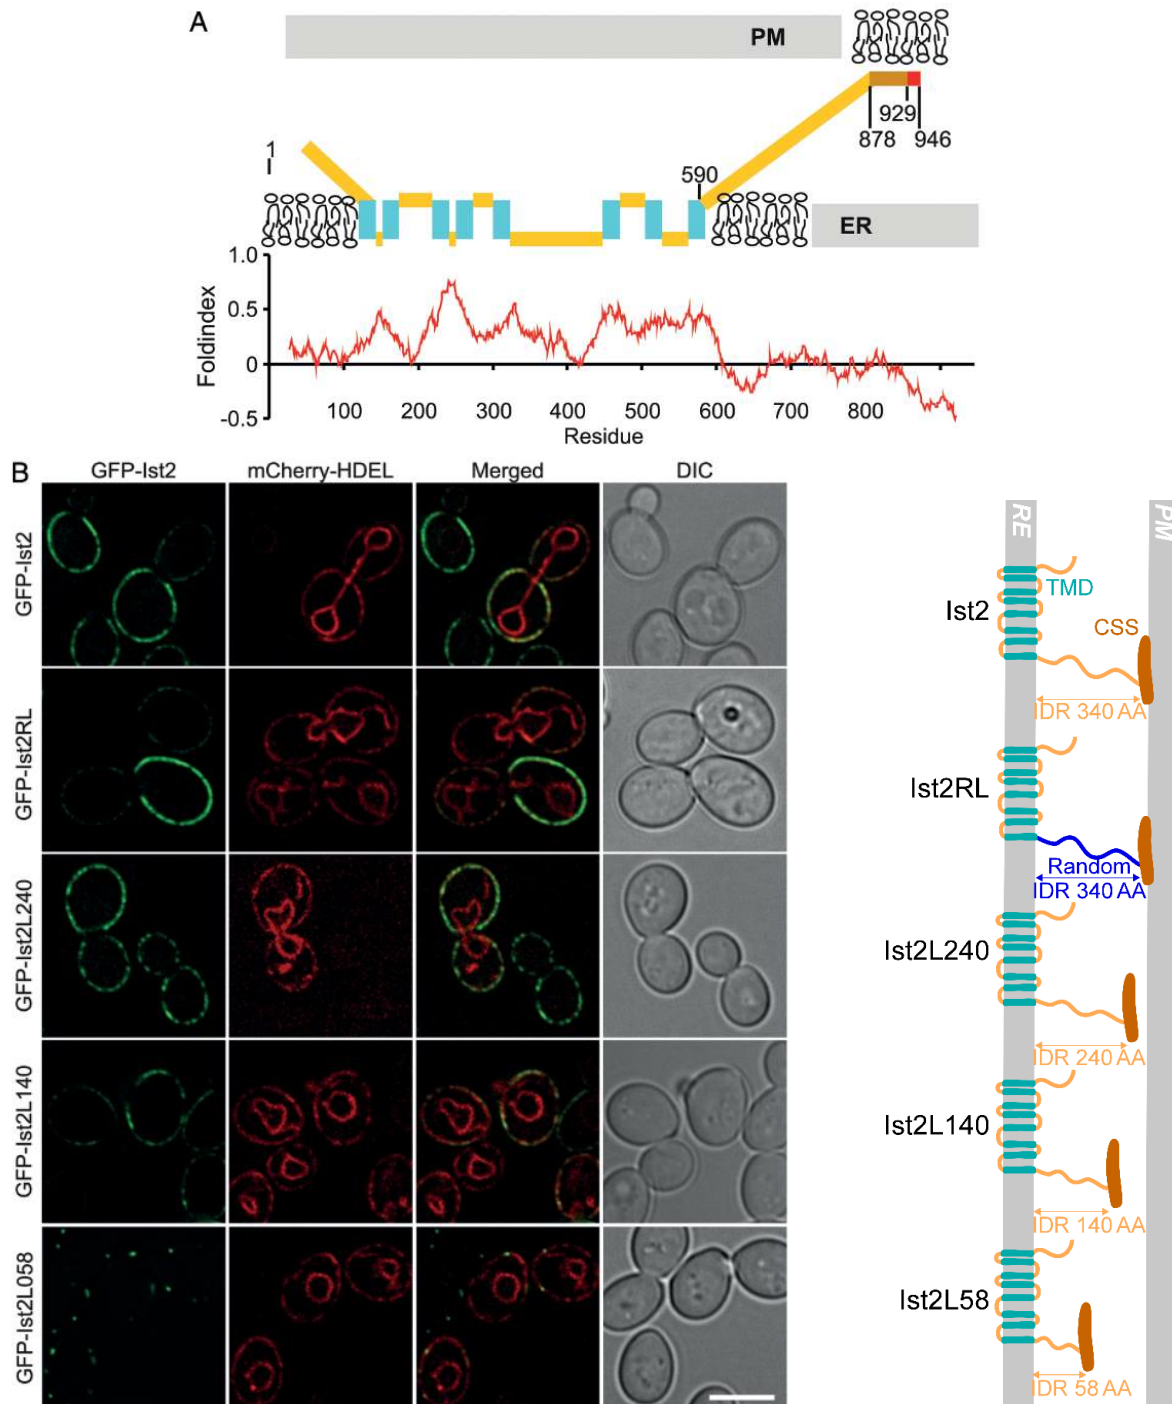 A
PM
929
878 946
1
590
ER
1.0
0.5
0
-0.5
Foldindex
100 200 300 400 500 600 700 800
Residue
B
GFP-Ist2 mCherry-HDEL Merged DIC
GFP-Ist2
GFP-Ist2RL
GFP-Ist2L240
GFP-Ist2L140
GFP-Ist2L058
RE PM
Ist2
TMD
CSS
IDR 340 AA
Ist2RL
Random
IDR 340 AA
Ist2L240
IDR 240 AA
Ist2L140
IDR 140 AA
Ist2L58
IDR 58 AA